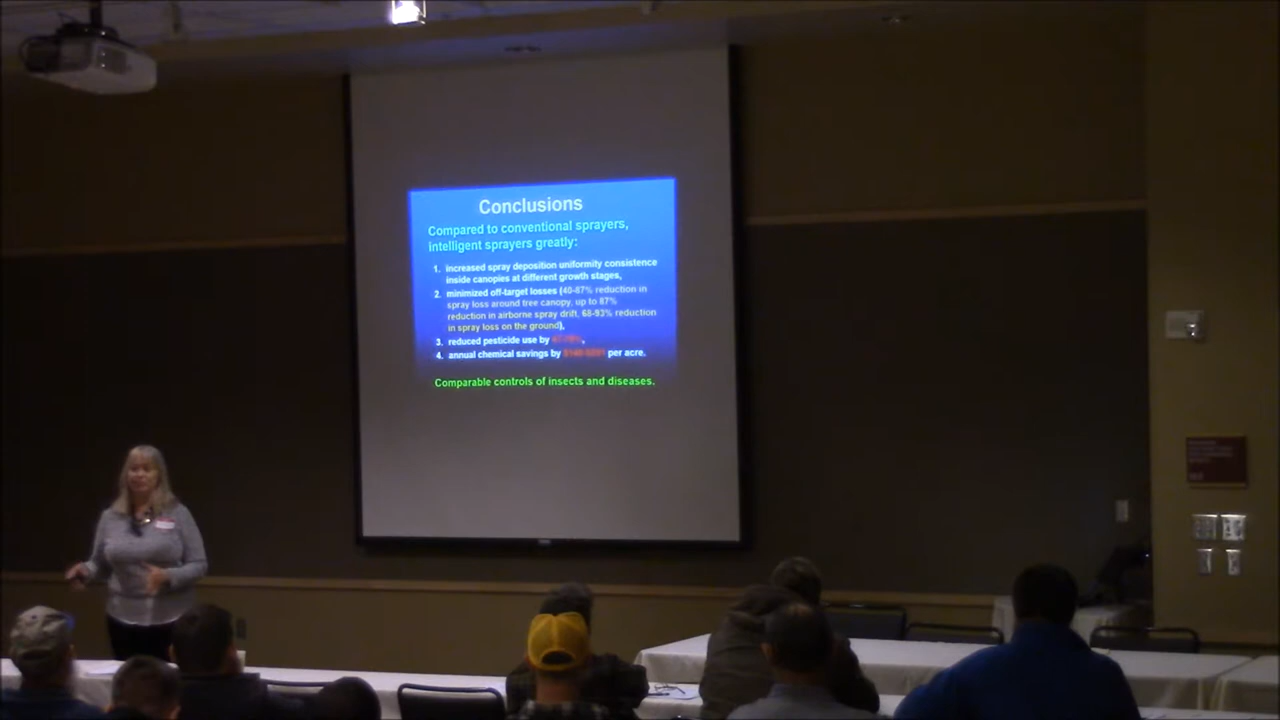 Conclusions
Compared to conventional sprayers,
intelligent sprayers greatly:
1. increased spray deposition uniformity consistence
inside canopies at different growth stages,
2. minimized off-target losses (40-87% reduction in
spray loss around tree canopy, up to 87%
reduction in airborne spray drift, 68-93% reduction
in spray loss on the ground),
3. reduced pesticide use by
4. annual chemical savings by per acre.
Comparable controls of insects and diseases.